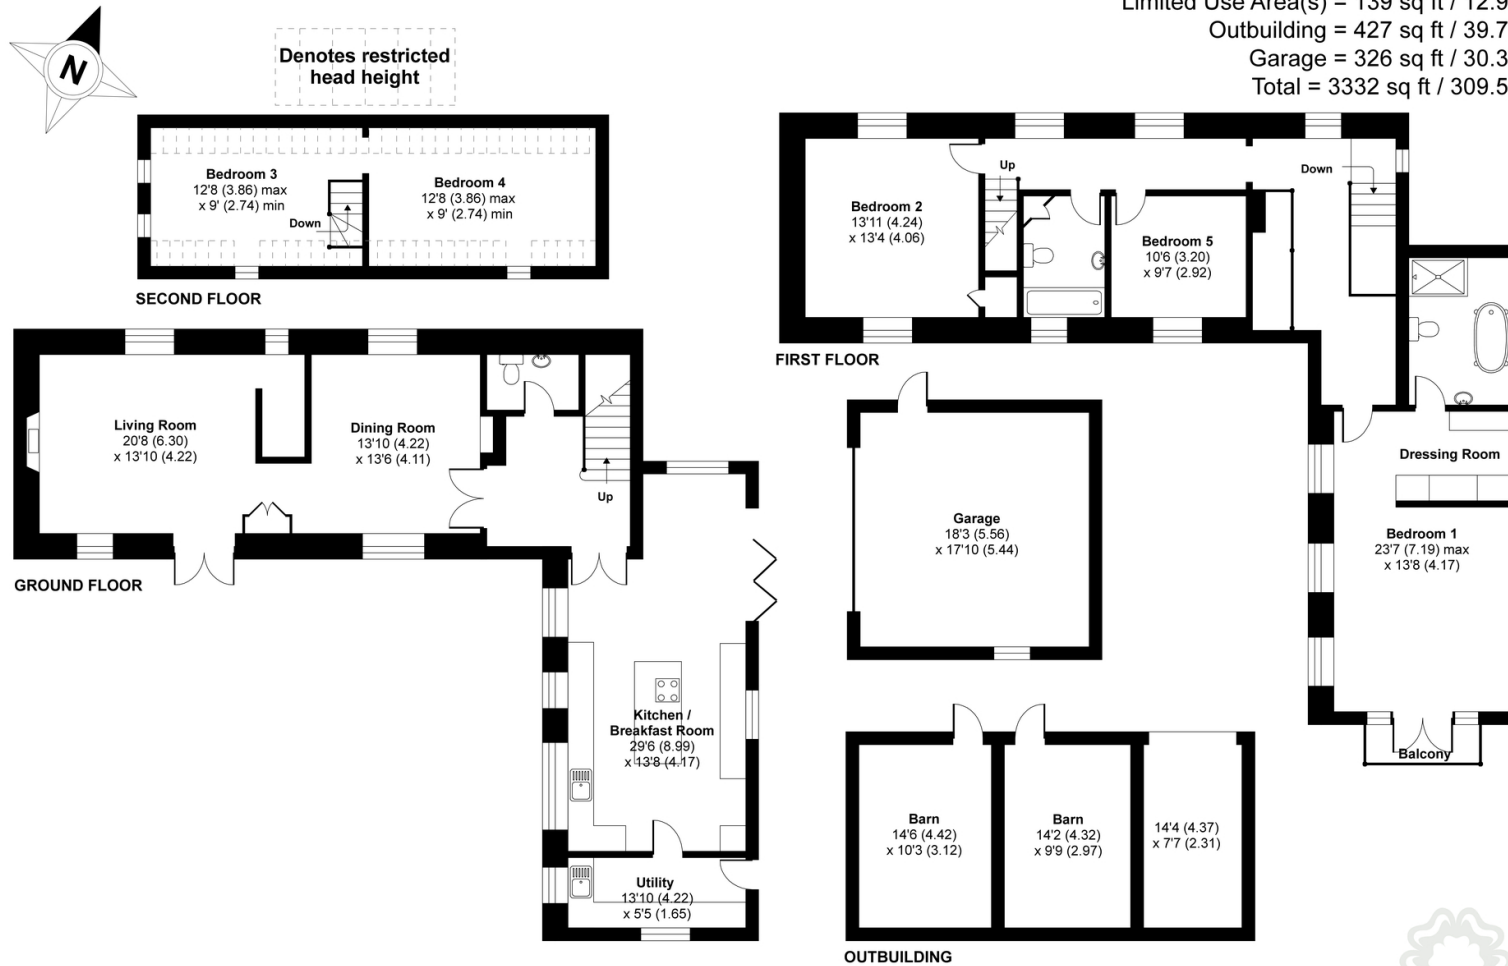 Limited Use Area(s) = 139 sq ft / 12.9
Outbuilding = 427 sq ft / 39.7
Garage = 326 sq ft / 30.3
Total = 3332 sq ft / 309.5
N
Denotes restricted
head height
Bedroom 3
12'8 (3.86) max
x 9' (2.74) min
Down
Bedroom 4
12'8 (3.86) max
x 9' (2.74) min
SECOND FLOOR
Bedroom 2
13'11 (4.24)
x 13'4 (4.06)
Up
Bedroom 5
10'6 (3.20)
x 9'7 (2.92)
Down
FIRST FLOOR
Dressing Room
Bedroom 1
23'7 (7.19) max
x 13'8 (4.17)
Balcony
Living Room
20'8 (6.30)
x 13'10 (4.22)
Dining Room
13'10 (4.22)
x 13'6 (4.11)
Up
GROUND FLOOR
Kitchen /
Breakfast Room
29'6 (8.99)
x 13'8 (4.17)
Utility
13'10 (4.22)
x 5'5 (1.65)
Garage
18'3 (5.56)
x 17'10 (5.44)
Barn
14'6 (4.42)
x 10'3 (3.12)
Barn
14'2 (4.32)
x 9'9 (2.97)
14'4 (4.37)
x 7'7 (2.31)
OUTBUILDING